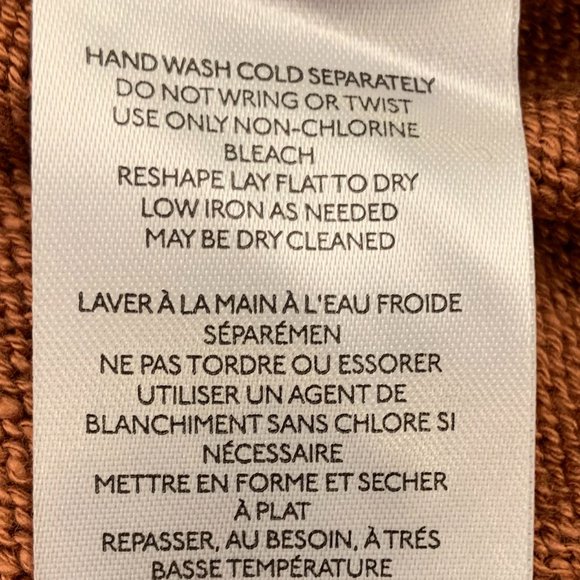 HAND WASH COLD SEPARATELY
DO NOT WRING OR TWIST
USE ONLY NON-CHLORINE
BLEACH
RESHAPE LAY FLAT TO DRY
LOW IRON AS NEEDED
MAY BE DRY CLEANED
LAVER À LA MAIN À L'EAU FROIDE
SÉPARÉMEN
NE PAS TORDRE OU ESSORER
UTILISER UN AGENT DE
BLANCHIMENT SANS CHLORE SI
NÉCESSAIRE
METTRE EN FORME ET SECHER
À PLAT
REPASSER, AU BESOIN, À TRÉS
BASSE TEMPÉRATURE